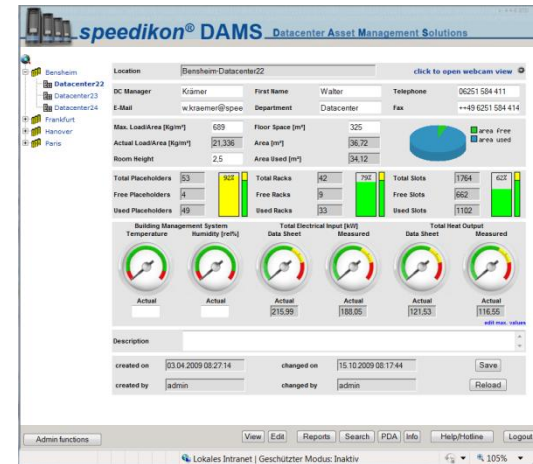 speedikon® DAMS_Datacenter Asset Management Solutions
Bensheim
Datacenter22
Datacenter23
Datacenter24
Frankfurt
Hanover
Paris
Location Bensheim-Datacenter22 click to open webcam view
DC Manager Krämer First Name Walter Telephone 06251 584 411
E-Mail w.kraemer@spee Department Datacenter Fax ++49 6251 584 414
Max. Load/Area [Kg/m²] 689 Floor Space [m²] 325 area free
Actual Load/Area [Kg/m²] 21,336 Area [m²] 36,72 area used
Room Height 2,5 Area Used [m²] 34,12
Total Placeholders 53 92% Total Racks 42 79% Total Slots 1764 62%
Free Placeholders 4 Free Racks 9 Free Slots 662
Used Placeholders 49 Used Racks 33 Used Slots 1102
Building Management System Total Electrical Input [kW] Total Heat Output
Temperature Humidity [rel%] Data Sheet Measured Data Sheet Measured
Actual Actual Actual Actual Actual Actual
215,99 188,05 121,53 116,55
edit max. values
Description
created on 03.04.2009 08:27:14 changed on 15.10.2009 08:17:44 Save
created by admin changed by admin Reload
Admin functions View Edit Reports Search PDA Info Help/Hotline Logout
Lokales Intranet | Geschützter Modus: Inaktiv 105%